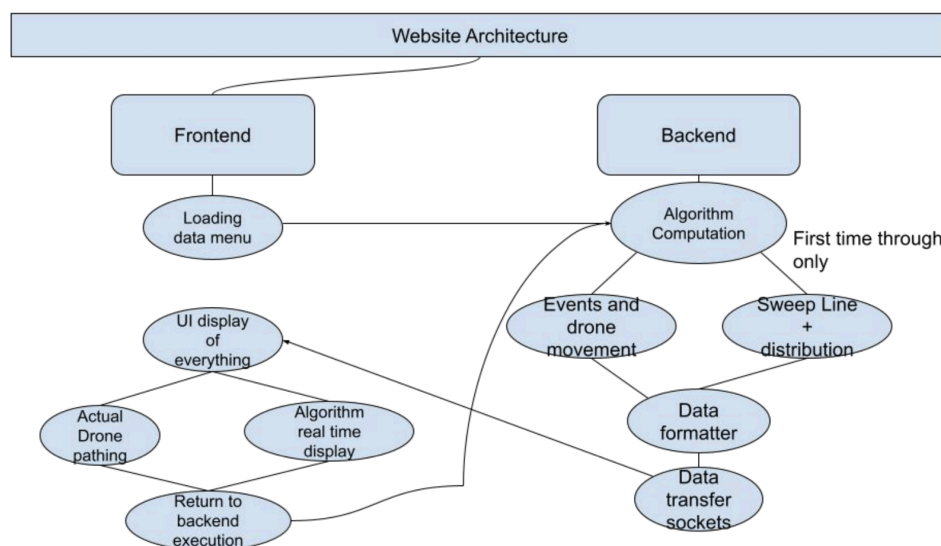 Website Architecture
Frontend
Backend
Loading
data menu
Algorithm
Computation
First time through
only
Events and
drone
movement
Sweep Line
+
distribution
UI display
of
everything
Actual
Drone
pathing
Algorithm
real time
display
Data
formatter
Return to
backend
execution
Data
transfer
sockets